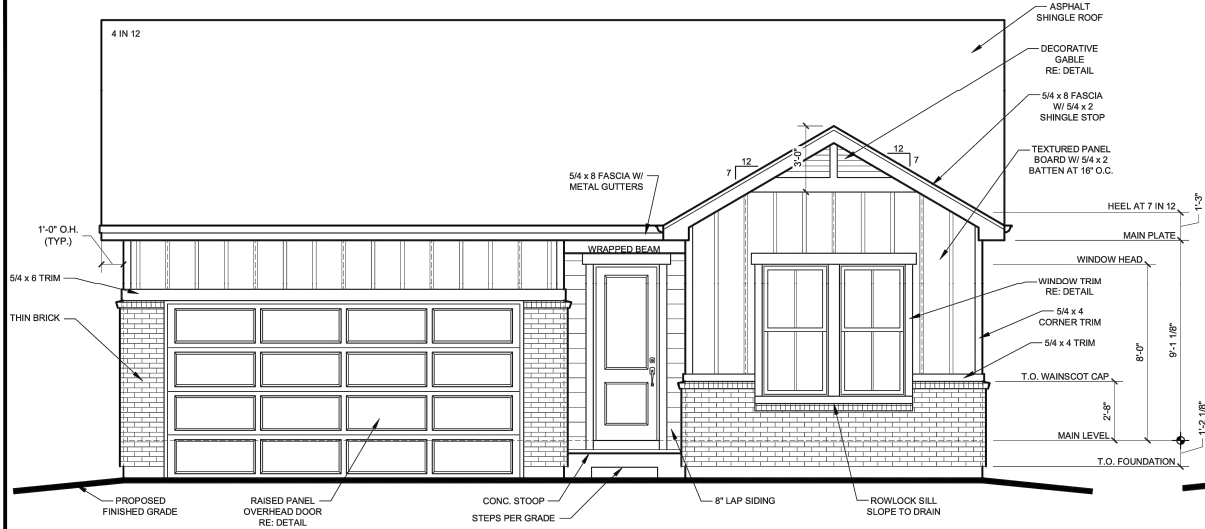 ASPHALT
SHINGLE ROOF
4 IN 12
DECORATIVE
GABLE
RE: DETAIL
5/4 x 8 FASCIA
W/ 5/4 x 2
SHINGLE STOP
3'-0"
12
7
12
7
TEXTURED PANEL
BOARD W/ 5/4 x 2
BATTEN AT 16" O.C.
5/4 x 8 FASCIA W/
METAL GUTTERS
HEEL AT 7 IN 12
1'-3"
1'-0" O.H.
(TYP.)
MAIN PLATE
WRAPPED BEAM
WINDOW HEAD
5/4 x 6 TRIM
WINDOW TRIM
RE: DETAIL
THIN BRICK
5/4 x 4
CORNER TRIM
5/4 x 4 TRIM
8'-0"
9'-1 1/8"
T.O. WAINSCOT CAP
2'-8"
MAIN LEVEL
1'-2 1/8"
T.O. FOUNDATION
PROPOSED
FINISHED GRADE
RAISED PANEL
OVERHEAD DOOR
RE: DETAIL
CONC. STOOP
STEPS PER GRADE
8" LAP SIDING
ROWLOCK SILL
SLOPE TO DRAIN